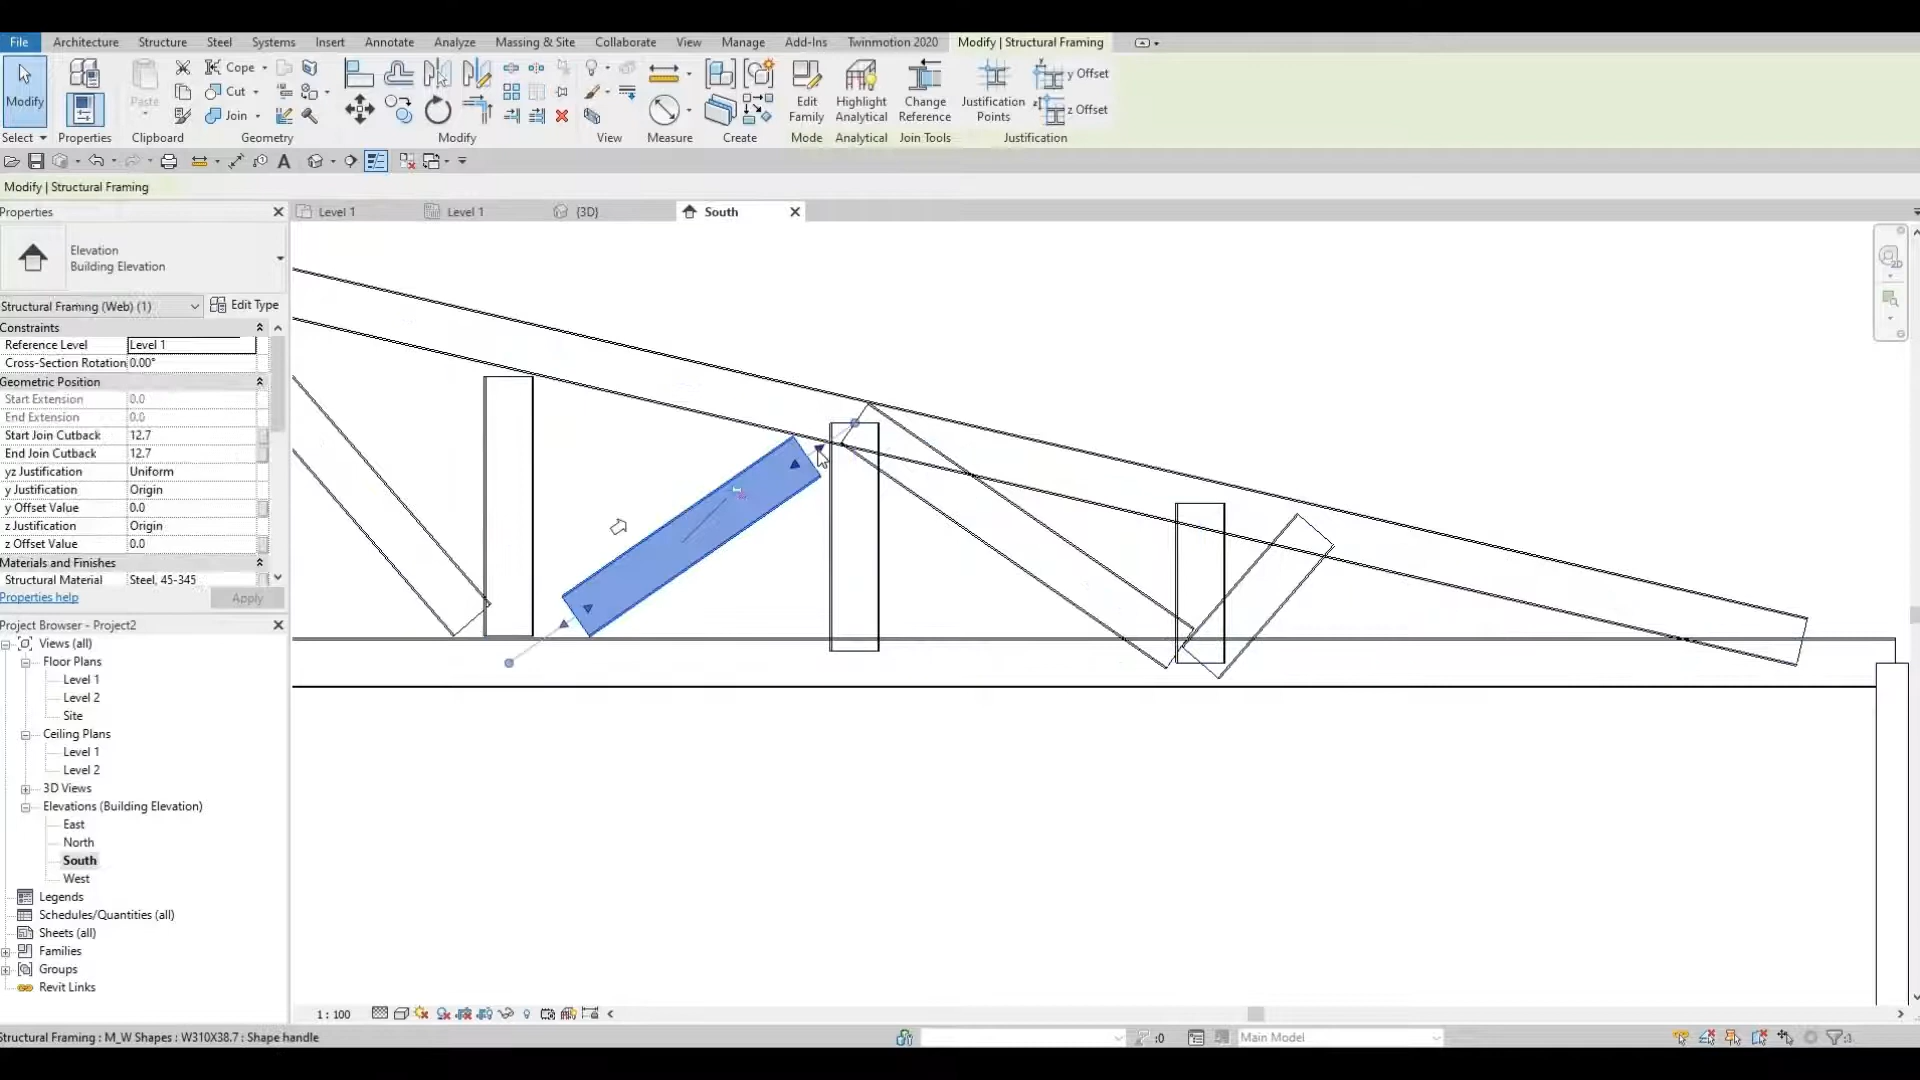 File Architecture Structure Steel Systems Insert Annotate Analyze Massing & Site Collaborate View Manage Add-Ins Twinmotion 2020 Modify | Structural Framing
Modify
Select
Properties
Paste
Clipboard
Cope
Cut
Join
Geometry
Modify
View
Measure
Create
Edit
Family
Mode
Highlight
Analytical
Analytical
Change
Reference
Join Tools
Justification
Points
y Offset
z Offset
Justification
A
Modify | Structural Framing
Properties
Level 1
Level 1
{3D}
South
Elevation
Building Elevation
Structural Framing (Web) (1)
Edit Type
Constraints
Reference Level Level 1
Cross-Section Rotation 0.00°
Geometric Position
Start Extension 0.0
End Extension 0.0
Start Join Cutback 12.7
End Join Cutback 12.7
yz Justification Uniform
y Justification Origin
y Offset Value 0.0
z Justification Origin
z Offset Value 0.0
Materials and Finishes
Structural Material Steel, 45-345
Properties help
Apply
Project Browser - Project2
Views (all)
Floor Plans
Level 1
Level 2
Site
Ceiling Plans
Level 1
Level 2
3D Views
Elevations (Building Elevation)
East
North
South
West
Legends
Schedules/Quantities (all)
Sheets (all)
Families
Groups
Revit Links
2D
1 : 100
Structural Framing : M_W Shapes : W310X38.7 : Shape handle
:0
Main Model